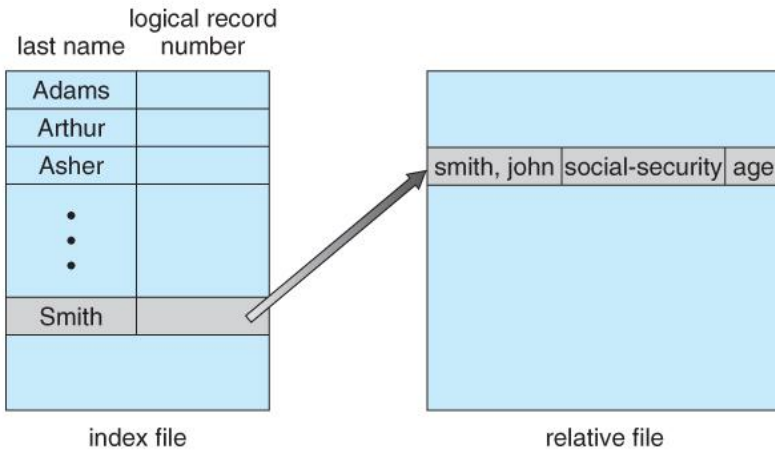 logical record
last name number
Adams
Arthur
Asher
Smith
smith, john social-security age
index file
relative file